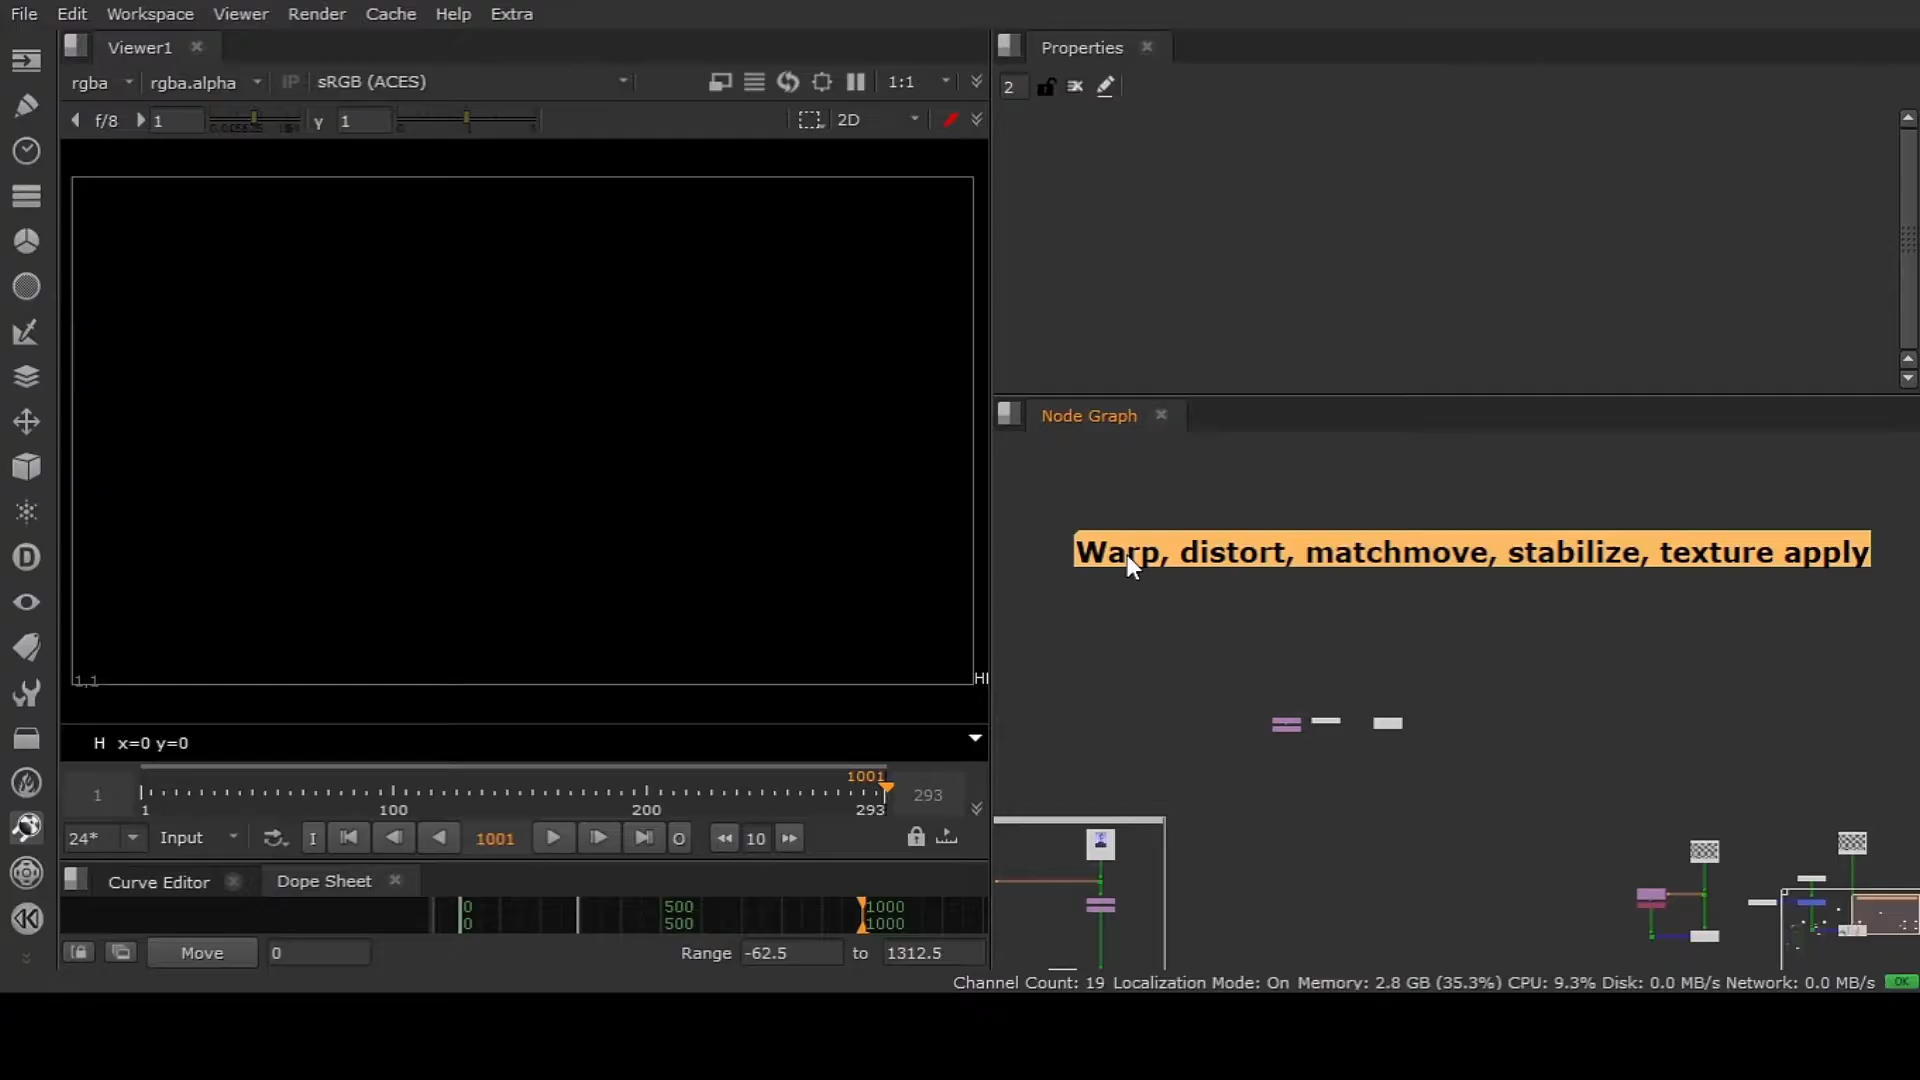 File Edit Workspace Viewer Render Cache Help Extra
Viewer1
rgba rgba.alpha IP sRGB (ACES) 1:1
f/8 1 γ 1 2D
1,1
H x=0 y=0
1001
1 293
1 100 200 293
24* Input I 1001 O 10
Curve Editor Dope Sheet
0 500 1000
0 500 1000
Move 0 Range -62.5 to 1312.5
Properties
2
Node Graph
Warp, distort, matchmove, stabilize, texture apply
Channel Count: 19 Localization Mode: On Memory: 2.8 GB (35.3%) CPU: 9.3% Disk: 0.0 MB/s Network: 0.0 MB/s OK